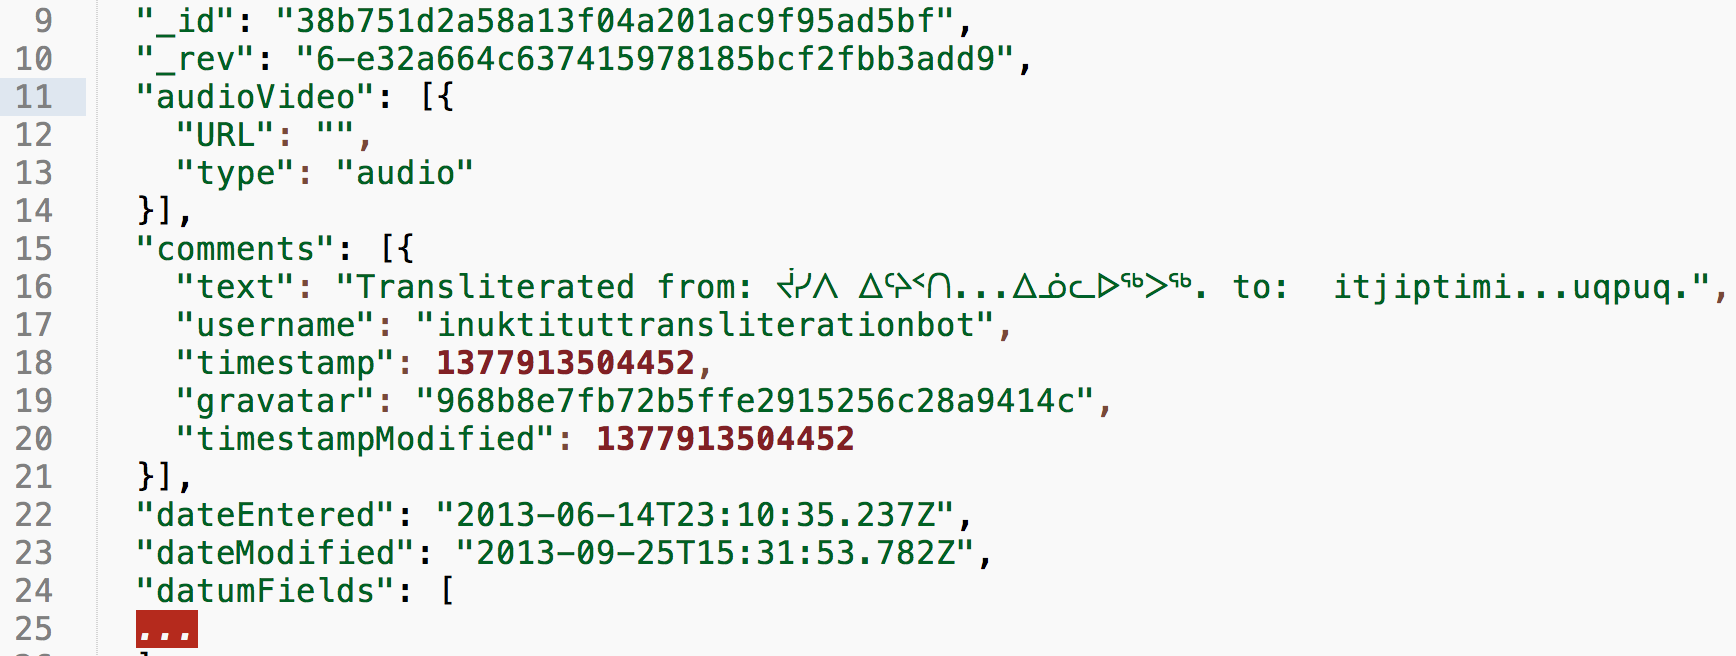 9 "_id": "38b751d2a58a13f04a201ac9f95ad5bf",
10 "_rev": "6-e32a664c637415978185bcf2fbb3add9",
11 "audioVideo": [{
12 "URL": "",
13 "type": "audio"
14 }],
15 "comments": [{
16 "text": "Transliterated from: ᔫᓯᐱ ...ᐃᓅᓚᐅᖅᐳᖅ. to: itjiptimi...uqpuq.",
17 "username": "inuktituttransliterationbot",
18 "timestamp": 1377913504452,
19 "gravatar": "968b8e7fb72b5ffe2915256c28a9414c",
20 "timestampModified": 1377913504452
21 }],
22 "dateEntered": "2013-06-14T23:10:35.237Z",
23 "dateModified": "2013-09-25T15:31:53.782Z",
24 "datumFields": [
25 ...